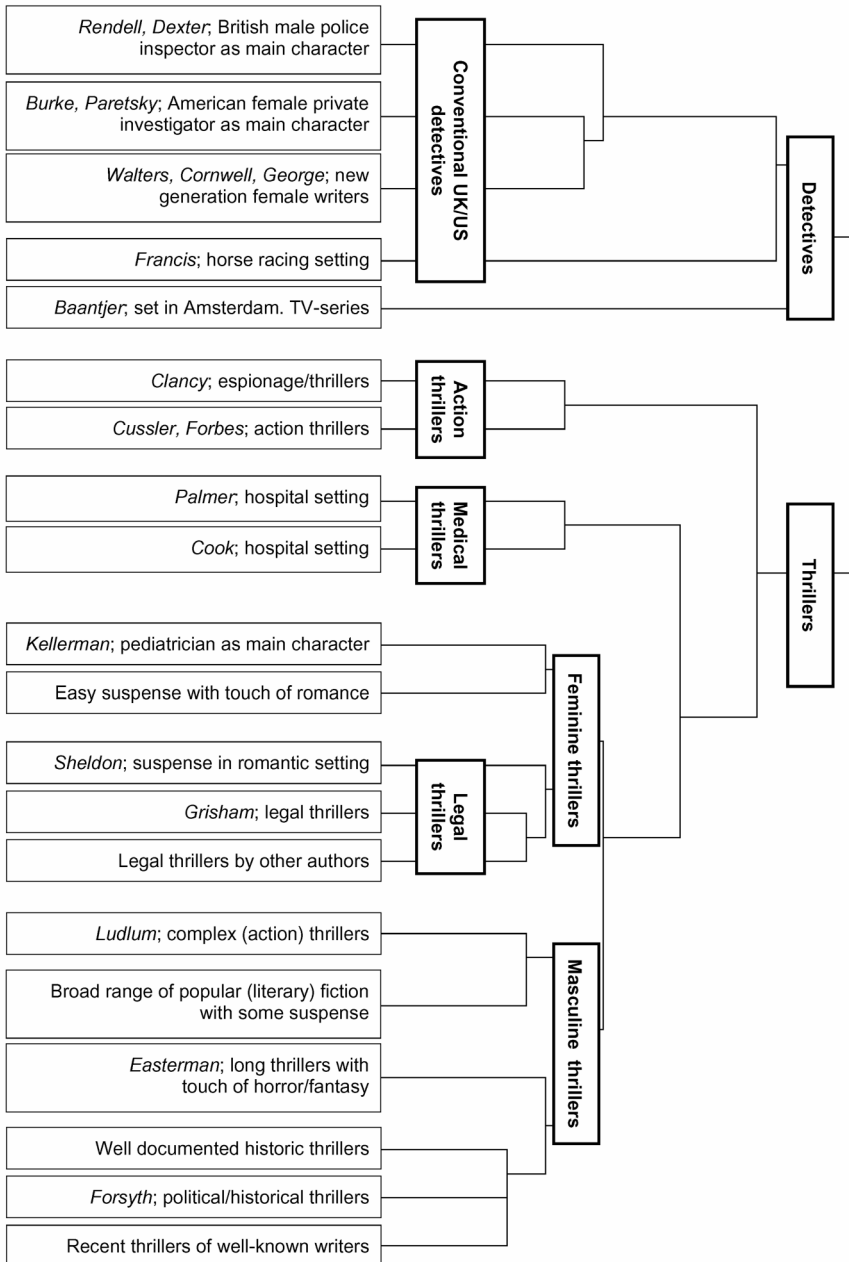 Rendell, Dexter; British male police
inspector as main character
Burke, Paretsky; American female private
investigator as main character
Walters, Cornwell, George; new
generation female writers
Francis; horse racing setting
Baantjer; set in Amsterdam. TV-series
Conventional UK/US
detectives
Detectives
Clancy; espionage/thrillers
Cussler, Forbes; action thrillers
Action
thrillers
Palmer; hospital setting
Cook; hospital setting
Medical
thrillers
Thrillers
Kellerman; pediatrician as main character
Easy suspense with touch of romance
Sheldon; suspense in romantic setting
Grisham; legal thrillers
Legal thrillers by other authors
Legal
thrillers
Feminine thrillers
Ludlum; complex (action) thrillers
Broad range of popular (literary) fiction
with some suspense
Easterman; long thrillers with
touch of horror/fantasy
Well documented historic thrillers
Forsyth; political/historical thrillers
Recent thrillers of well-known writers
Masculine thrillers